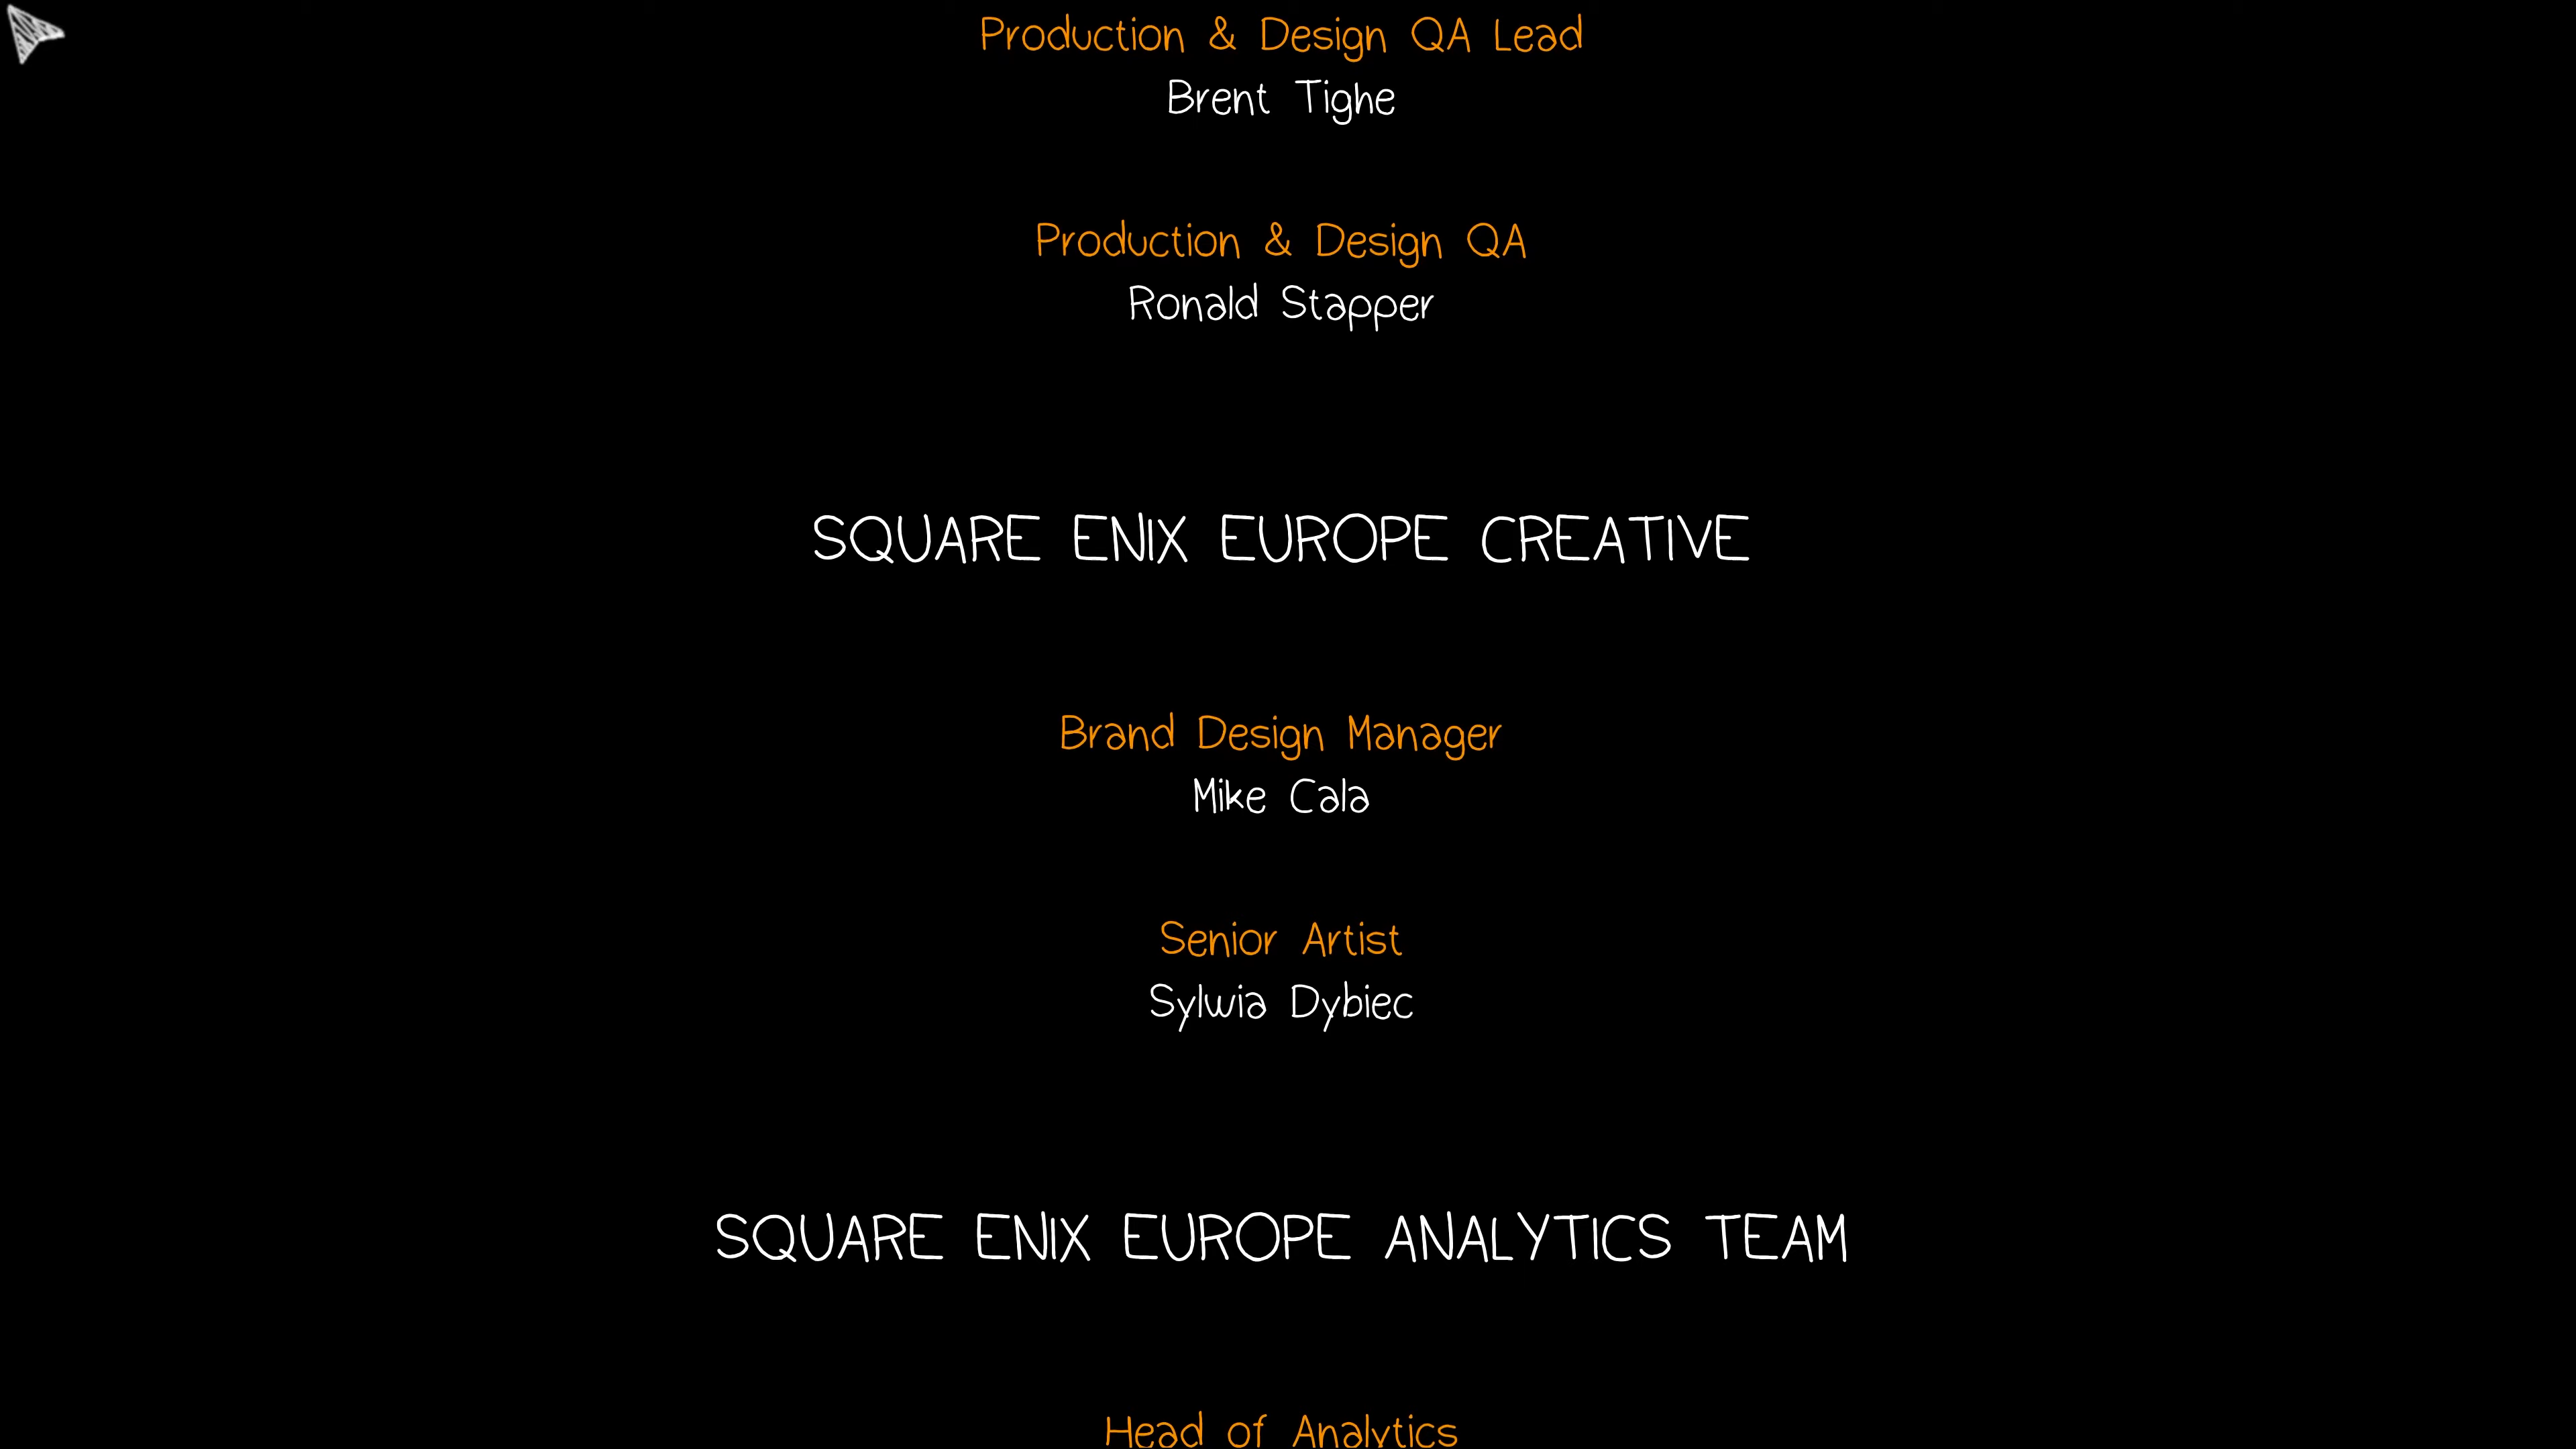 Production & Design QA Lead
Brent Tighe
Production & Design QA
Ronald Stapper
SQUARE ENIX EUROPE CREATIVE
Brand Design Manager
Mike Cala
Senior Artist
Sylwia Dybiec
SQUARE ENIX EUROPE ANALYTICS TEAM
Head of Analytics